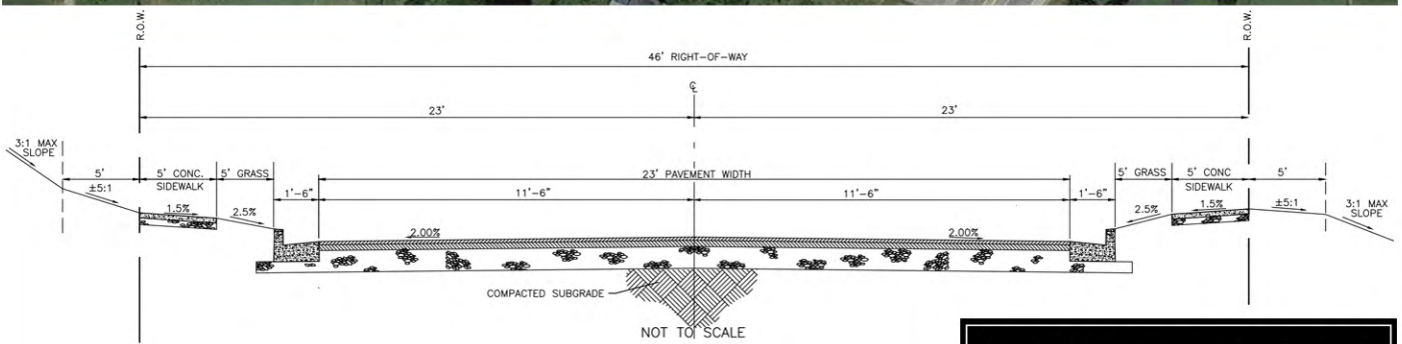 R.O.W.
R.O.W.
46' RIGHT-OF-WAY
℄
23'
23'
3:1 MAX
SLOPE
5'
±5:1
5' CONC.
SIDEWALK
5' GRASS
1.5%
2.5%
1'-6"
23' PAVEMENT WIDTH
11'-6"
11'-6"
1'-6"
2.00%
2.00%
5' GRASS
5' CONC
SIDEWALK
5'
2.5%
1.5%
±5:1
3:1 MAX
SLOPE
COMPACTED SUBGRADE
NOT TO SCALE